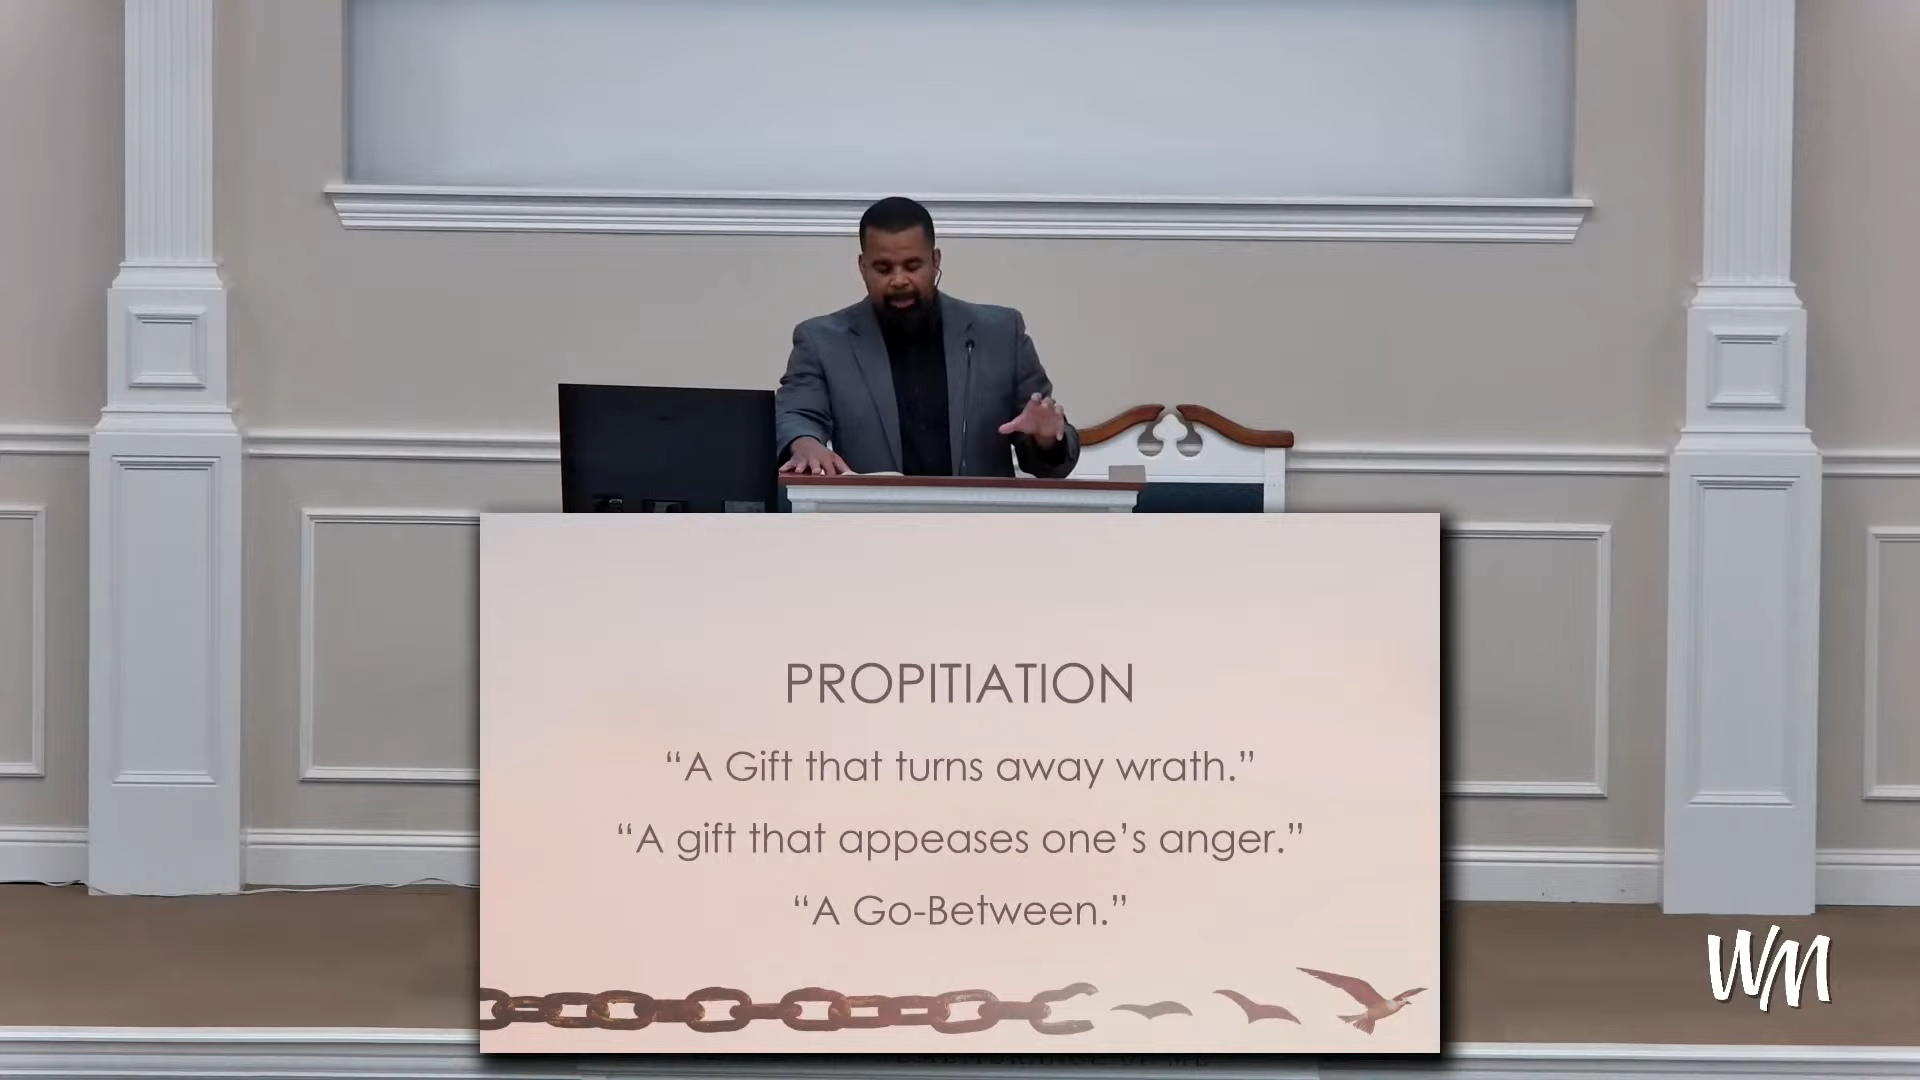 PROPITIATION
“A Gift that turns away wrath.”
“A gift that appeases one’s anger.”
“A Go-Between.”
WM